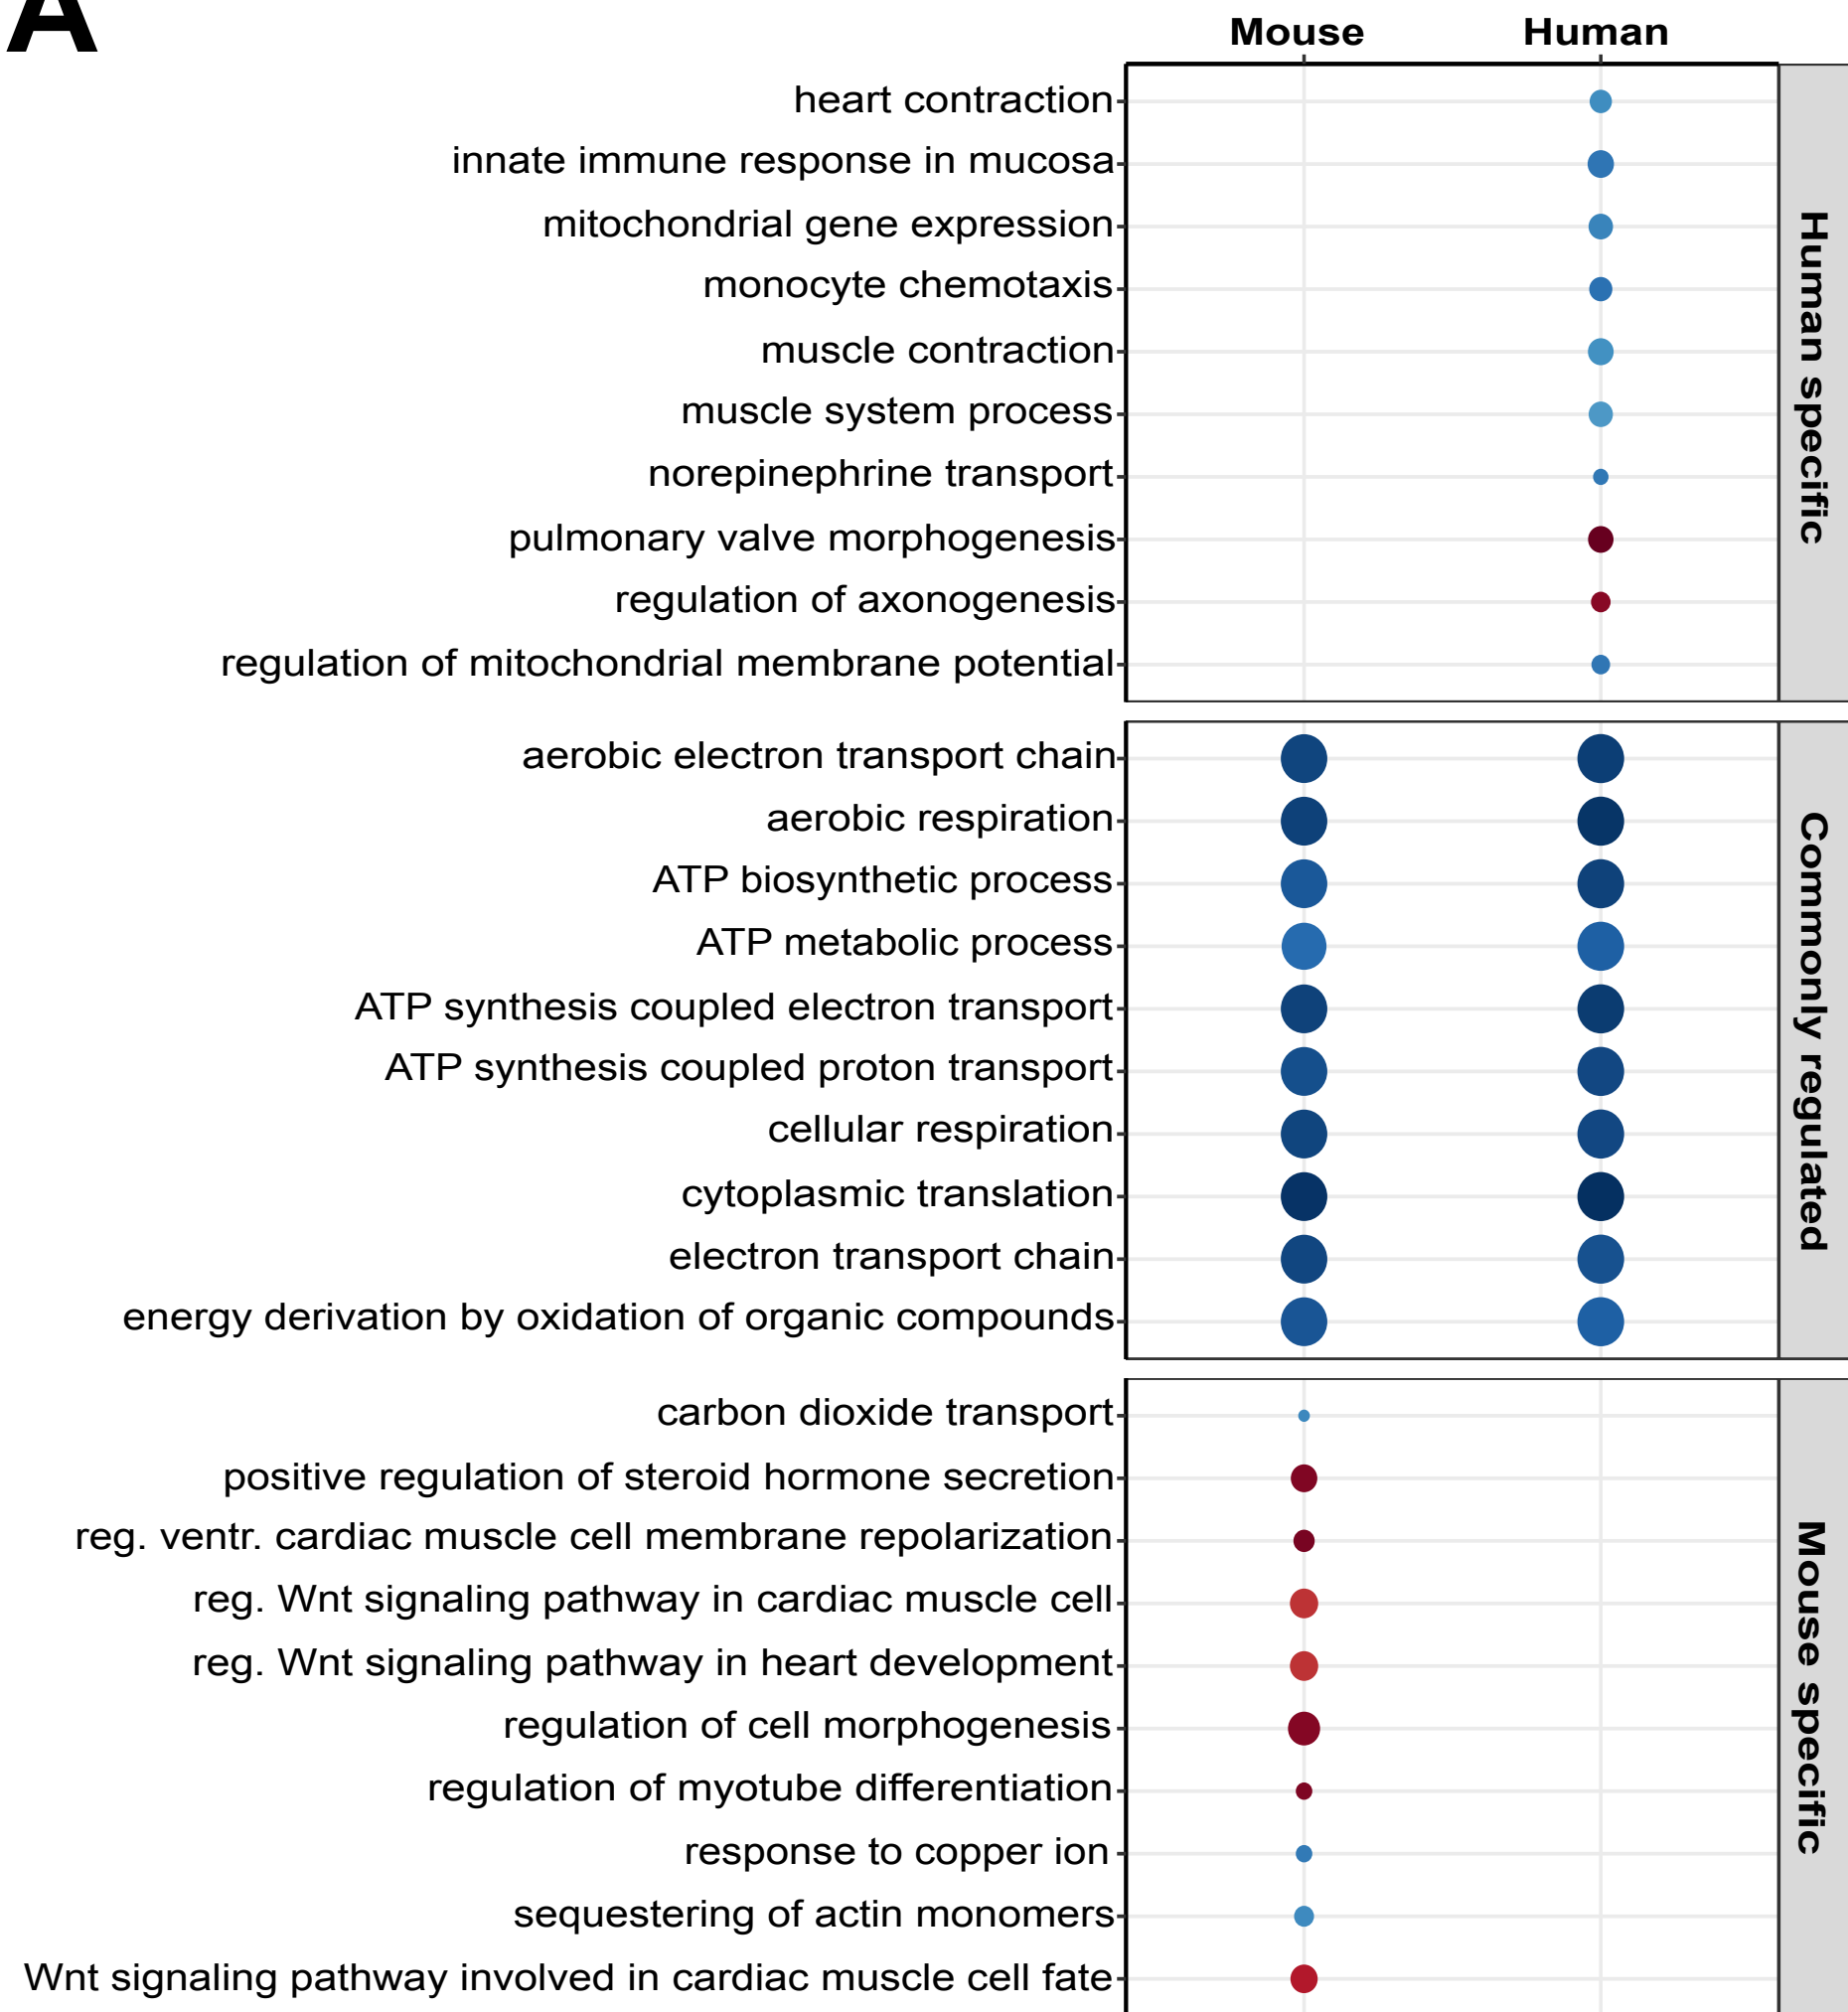 A
Mouse Human
heart contraction
innate immune response in mucosa
mitochondrial gene expression
monocyte chemotaxis
muscle contraction
muscle system process
norepinephrine transport
pulmonary valve morphogenesis
regulation of axonogenesis
regulation of mitochondrial membrane potential
Human specific
aerobic electron transport chain
aerobic respiration
ATP biosynthetic process
ATP metabolic process
ATP synthesis coupled electron transport
ATP synthesis coupled proton transport
cellular respiration
cytoplasmic translation
electron transport chain
energy derivation by oxidation of organic compounds
Commonly regulated
carbon dioxide transport
positive regulation of steroid hormone secretion
reg. ventr. cardiac muscle cell membrane repolarization
reg. Wnt signaling pathway in cardiac muscle cell
reg. Wnt signaling pathway in heart development
regulation of cell morphogenesis
regulation of myotube differentiation
response to copper ion
sequestering of actin monomers
Wnt signaling pathway involved in cardiac muscle cell fate
Mouse specific